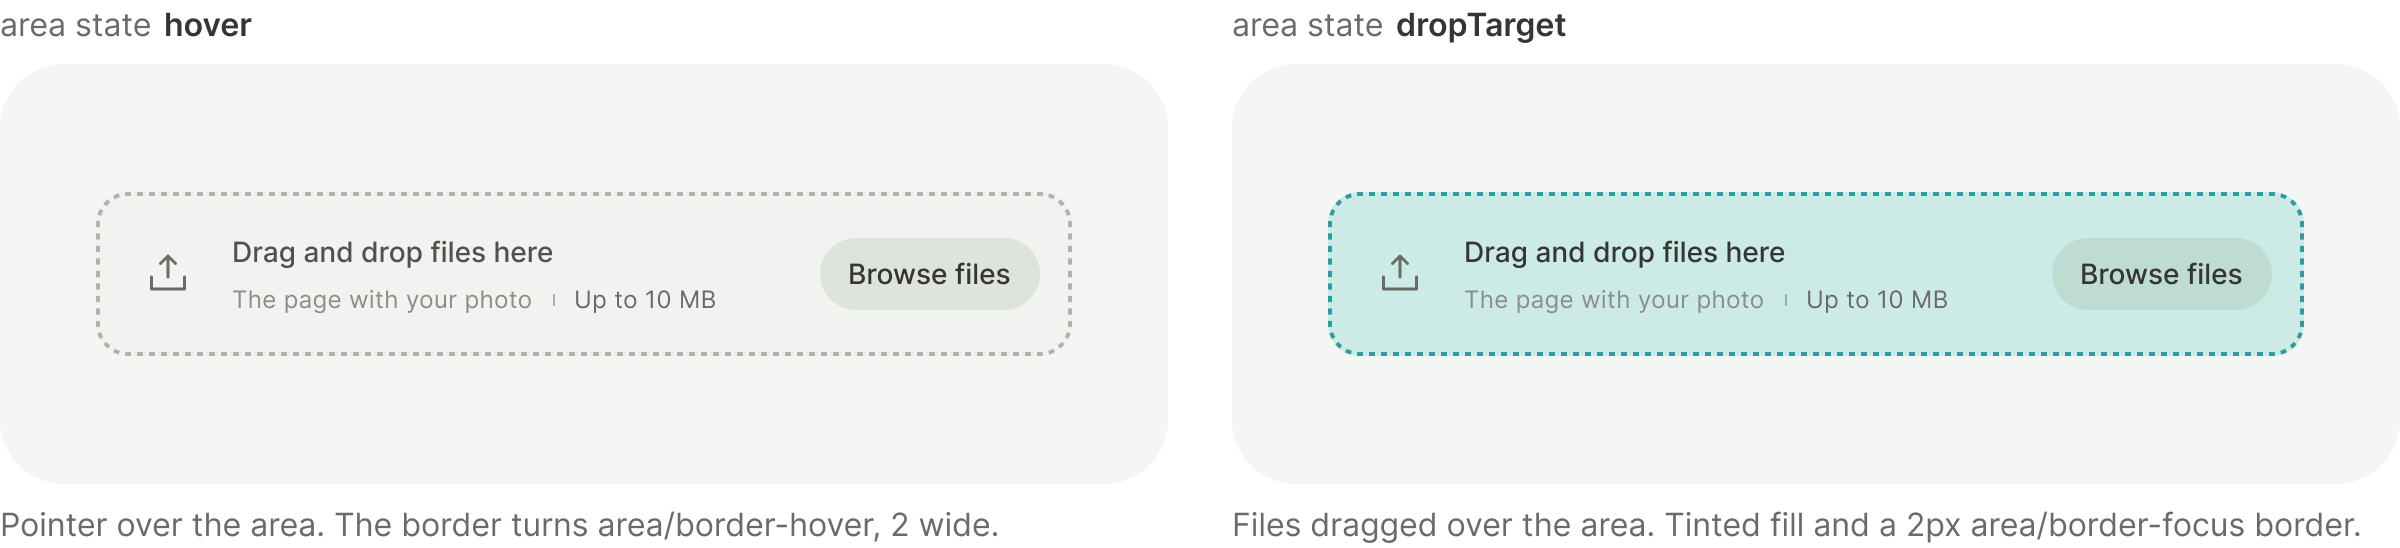 area state hover
Drag and drop files here
The page with your photo | Up to 10 MB
Browse files
Pointer over the area. The border turns area/border-hover, 2 wide.
area state dropTarget
Drag and drop files here
The page with your photo | Up to 10 MB
Browse files
Files dragged over the area. Tinted fill and a 2px area/border-focus border.